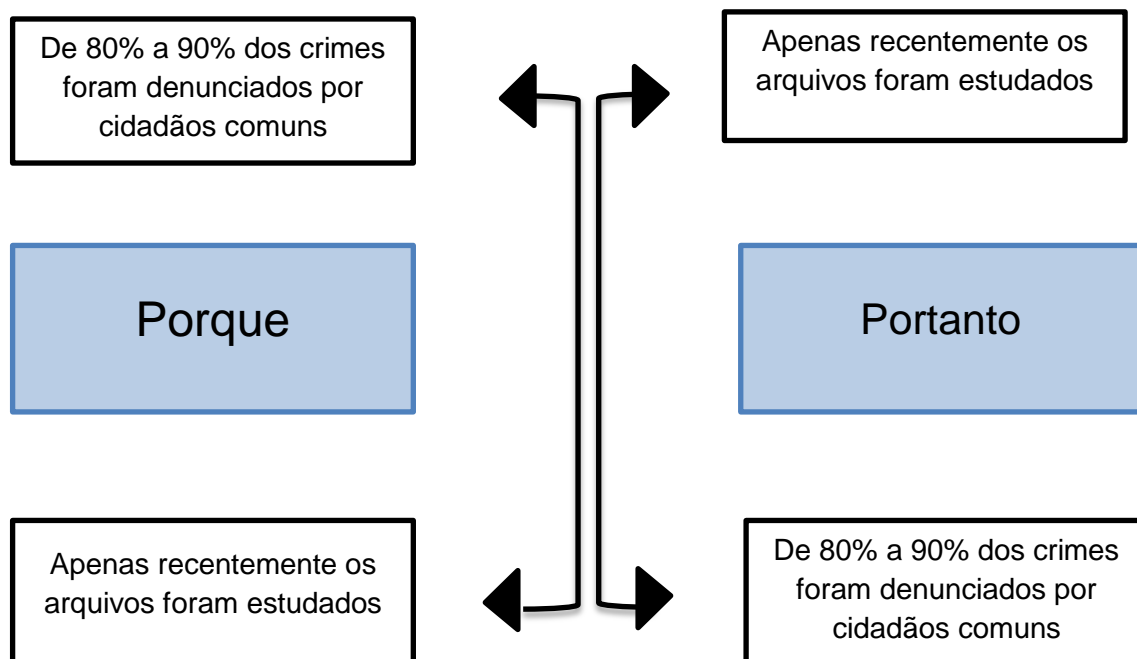 De 80% a 90% dos crimes
foram denunciados por
cidadãos comuns
Apenas recentemente os
arquivos foram estudados
Porque
Portanto
Apenas recentemente os
arquivos foram estudados
De 80% a 90% dos crimes
foram denunciados por
cidadãos comuns